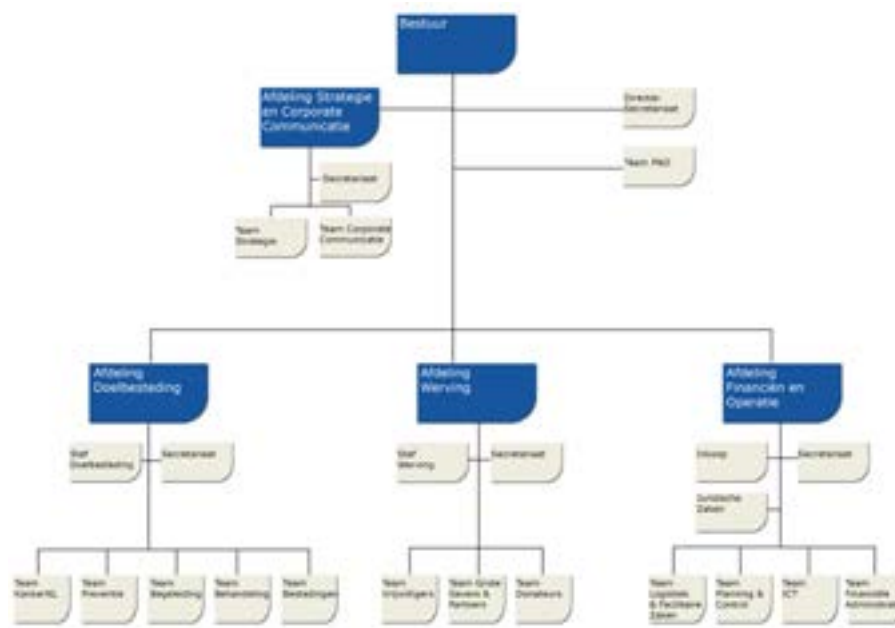 Bestuur
Afdeling Strategie
en Corporate
Communicatie
Directie-
Secretariaat
Secretariaat
Team P&O
Team
Strategie
Team Corporate
Communicatie
Afdeling
Doelbesteding
Afdeling
Werving
Afdeling
Financiën en
Operatie
Staf
Doelbesteding
Secretariaat
Staf
Werving
Secretariaat
Inkoop
Secretariaat
Juridische
Zaken
Team
KankerNL
Team
Preventie
Team
Begeleiding
Team
Behandeling
Team
Bestedingen
Team
Vrijwilligers
Team Grote
Gevers &
Partners
Team
Donateurs
Team
Logistiek
& Facilitaire
Zaken
Team
Planning &
Control
Team
ICT
Team
Financiële